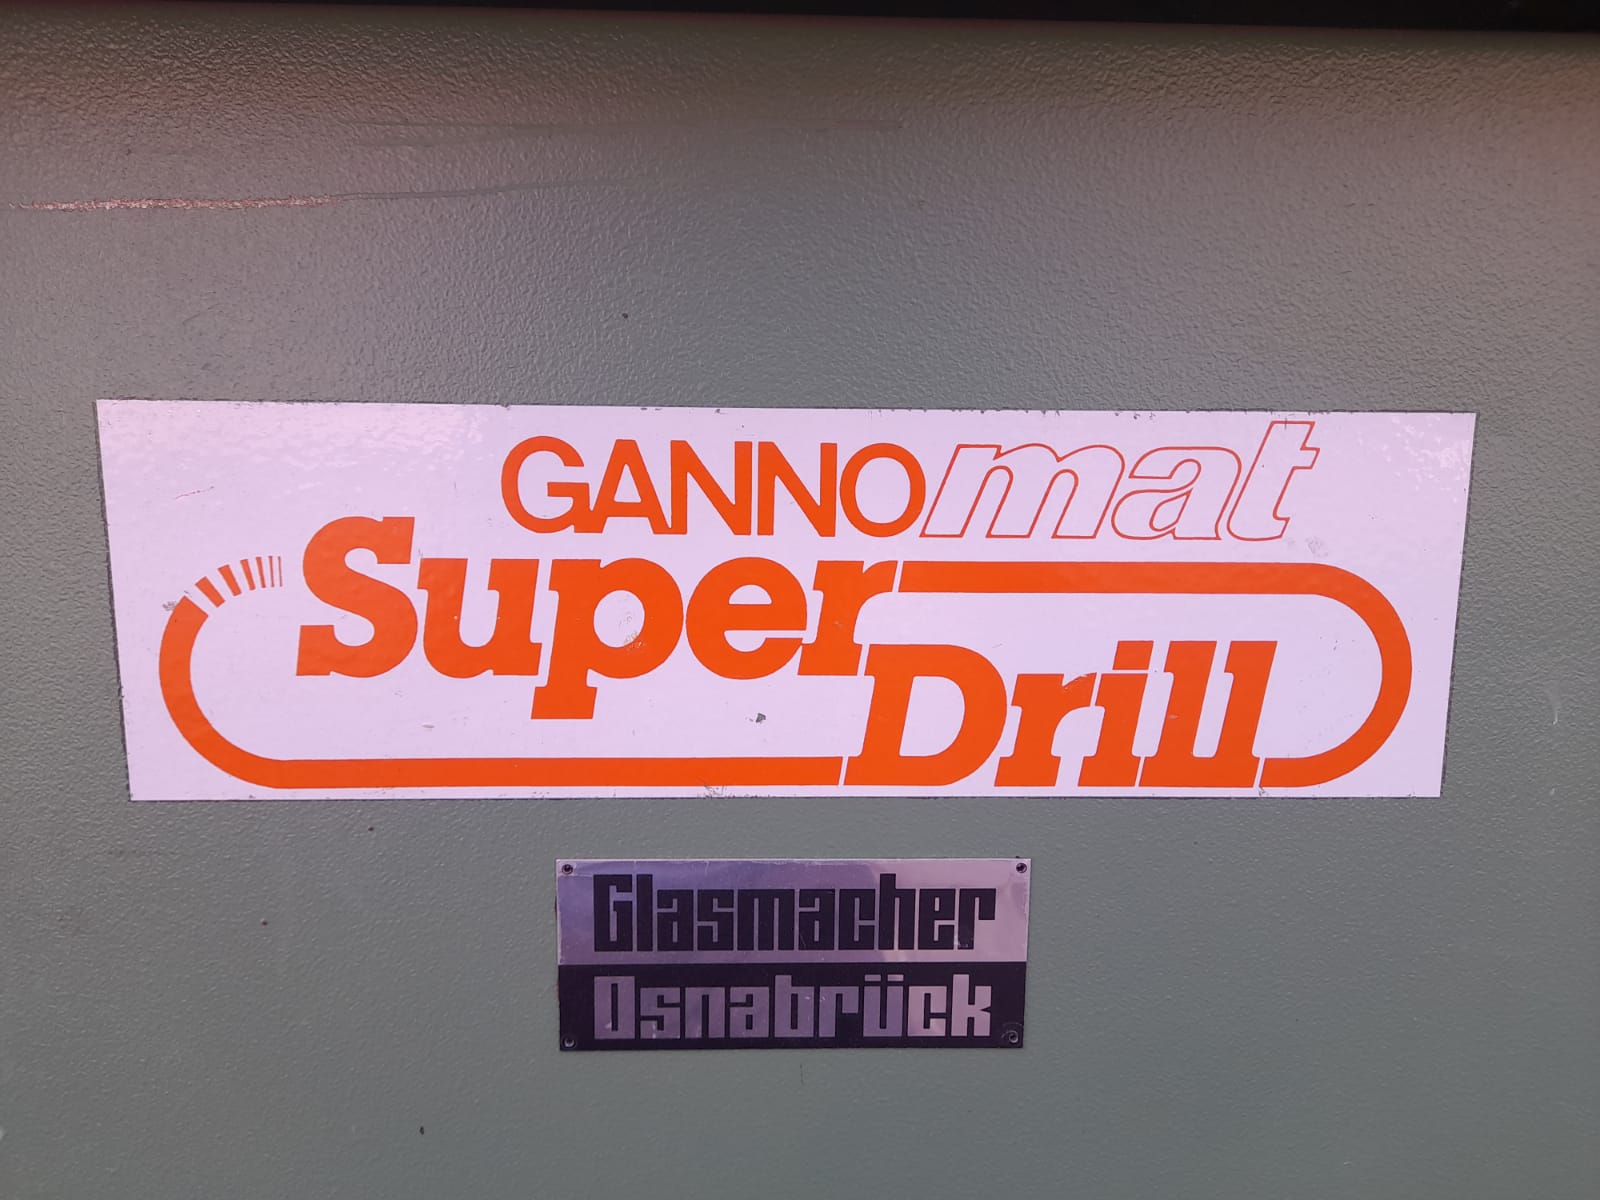 GANNOmat
Super
Drill
Glasmacher
Osnabrück